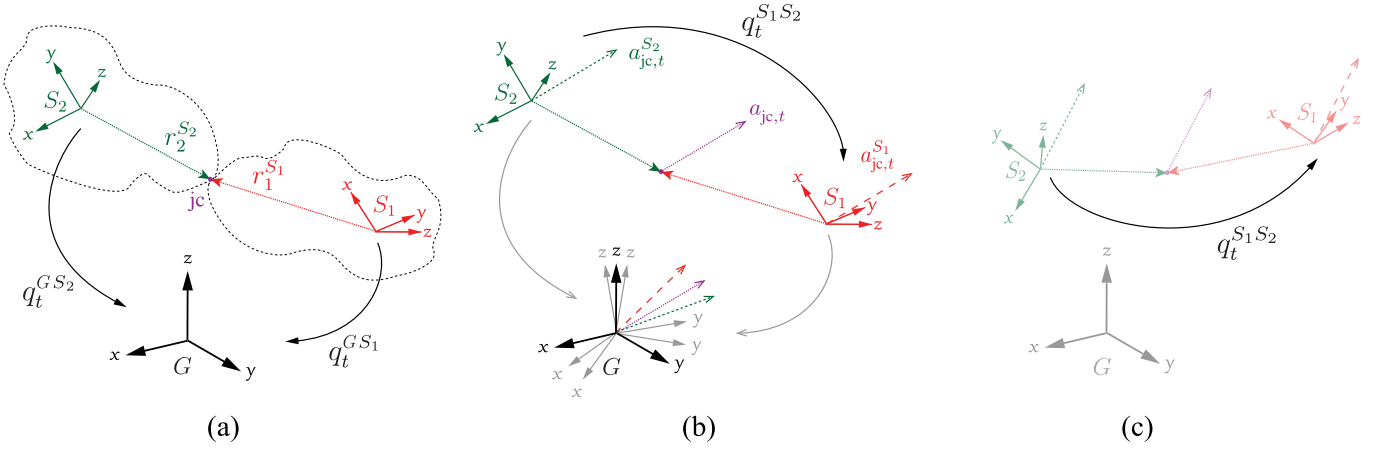 y
z
S_2
x
r_2^{S_2}
r_1^{S_1}
jc
x
S_1
y
z
q_t^{GS_2}
z
q_t^{GS_1}
x
G
y
(a)
q_t^{S_1S_2}
y
z
a_{jc,t}^{S_2}
S_2
x
a_{jc,t}
a_{jc,t}^{S_1}
x
S_1
y
z
z
z
z
y
x
y
x
G
y
x
(b)
S_1
y
x
z
y
z
S_2
x
q_t^{S_1S_2}
z
x
G
y
(c)